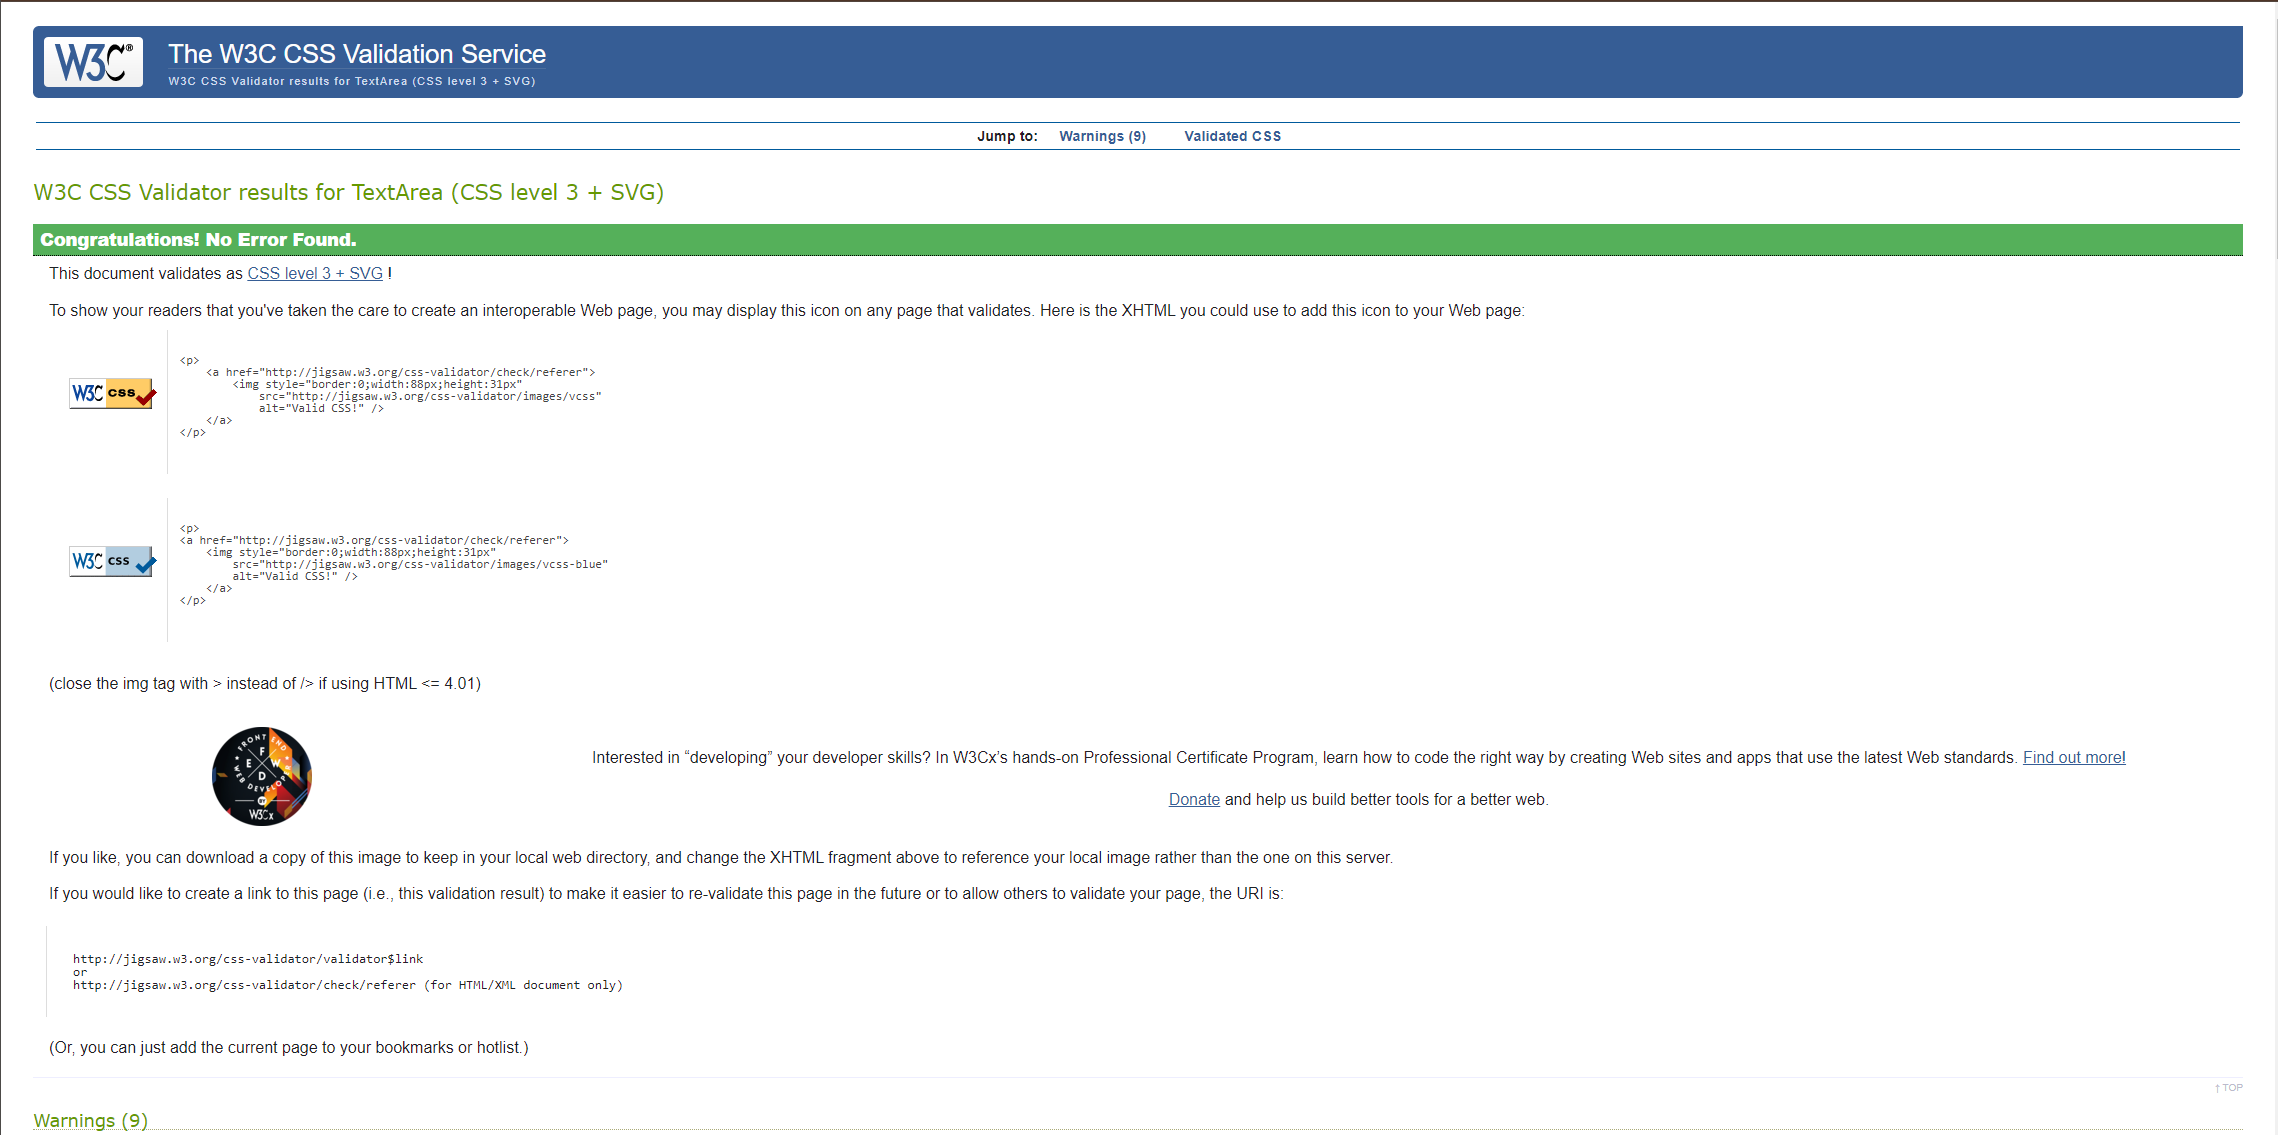 W3C®
The W3C CSS Validation Service
W3C CSS Validator results for TextArea (CSS level 3 + SVG)
Jump to: Warnings (9) Validated CSS
W3C CSS Validator results for TextArea (CSS level 3 + SVG)
Congratulations! No Error Found.
This document validates as CSS level 3 + SVG !
To show your readers that you've taken the care to create an interoperable Web page, you may display this icon on any page that validates. Here is the XHTML you could use to add this icon to your Web page:
W3C css
<p>
<a href="http://jigsaw.w3.org/css-validator/check/referer">
<img style="border:0;width:88px;height:31px"
src="http://jigsaw.w3.org/css-validator/images/vcss"
alt="Valid CSS!" />
</a>
</p>
W3C css
<p>
<a href="http://jigsaw.w3.org/css-validator/check/referer">
<img style="border:0;width:88px;height:31px"
src="http://jigsaw.w3.org/css-validator/images/vcss-blue"
alt="Valid CSS!" />
</a>
</p>
(close the img tag with > instead of /> if using HTML <= 4.01)
FRONT END
F
E W
D
WEB DEVELOPER
BY
W3Cx
Interested in “developing” your developer skills? In W3Cx’s hands-on Professional Certificate Program, learn how to code the right way by creating Web sites and apps that use the latest Web standards. Find out more!
Donate and help us build better tools for a better web.
If you like, you can download a copy of this image to keep in your local web directory, and change the XHTML fragment above to reference your local image rather than the one on this server.
If you would like to create a link to this page (i.e., this validation result) to make it easier to re-validate this page in the future or to allow others to validate your page, the URI is:
http://jigsaw.w3.org/css-validator/validator$link
or
http://jigsaw.w3.org/css-validator/check/referer (for HTML/XML document only)
(Or, you can just add the current page to your bookmarks or hotlist.)
↑ TOP
Warnings (9)